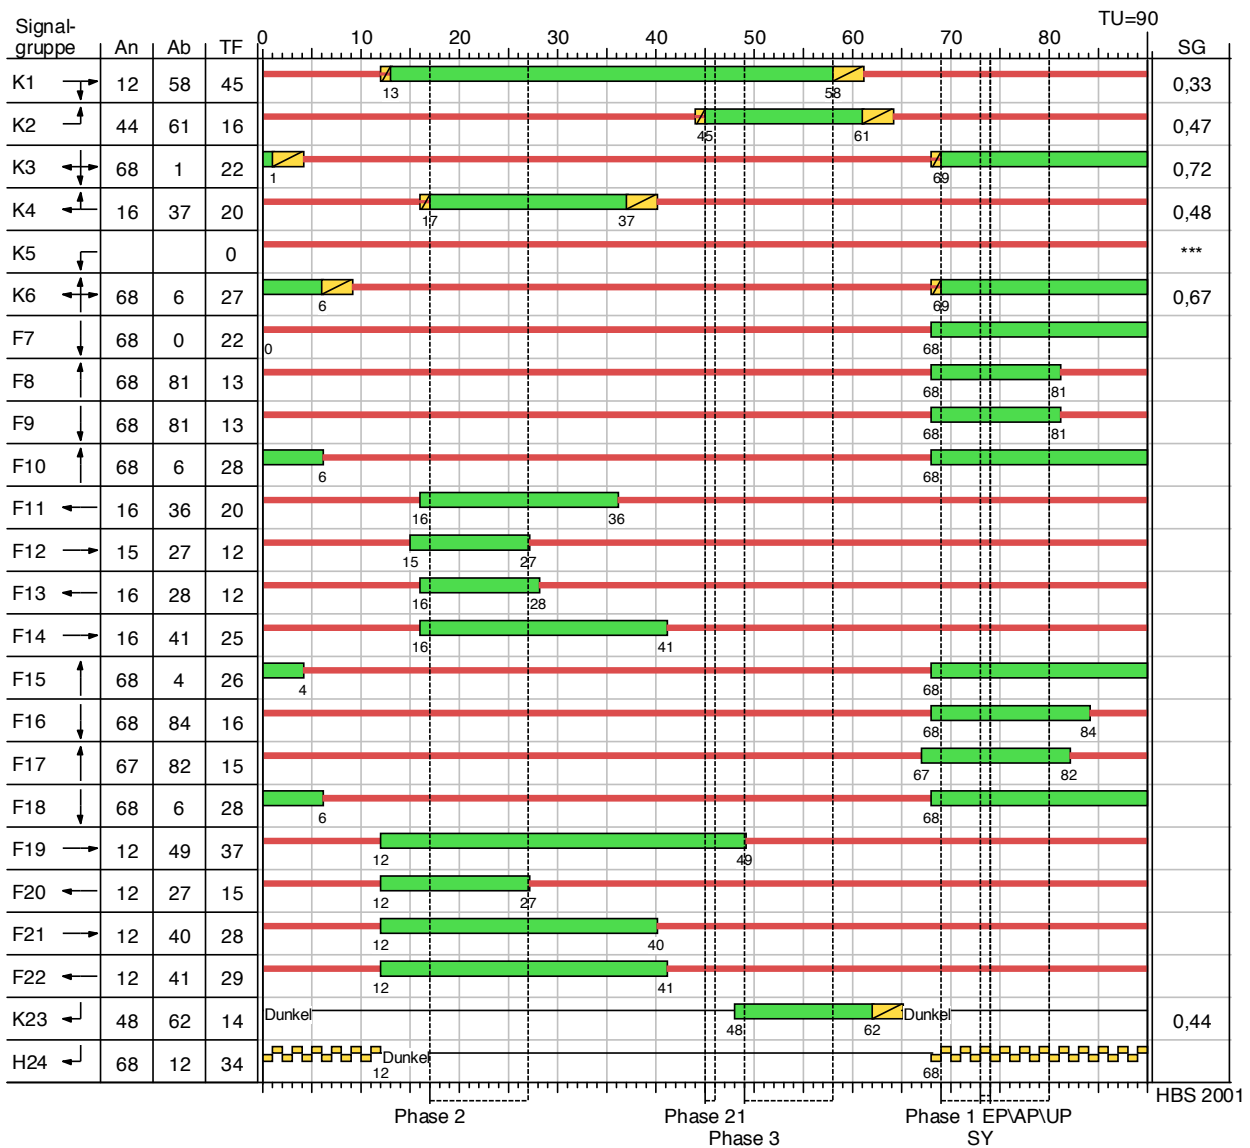 TU=90
Signal-
gruppe An Ab TF 0 10 20 30 40 50 60 70 80 SG
K1 12 58 45 13 58 0,33
K2 44 61 16 45 61 0,47
K3 68 1 22 1 69 0,72
K4 16 37 20 17 37 0,48
K5 0 ***
K6 68 6 27 6 69 0,67
F7 68 0 22 0 68
F8 68 81 13 68 81
F9 68 81 13 68 81
F10 68 6 28 6 68
F11 16 36 20 16 36
F12 15 27 12 15 27
F13 16 28 12 16 28
F14 16 41 25 16 41
F15 68 4 26 4 68
F16 68 84 16 68 84
F17 67 82 15 67 82
F18 68 6 28 6 68
F19 12 49 37 12 49
F20 12 27 15 12 27
F21 12 40 28 12 40
F22 12 41 29 12 41
K23 48 62 14 Dunkel 48 62 Dunkel 0,44
H24 68 12 34 12 Dunkel 68
HBS 2001
Phase 2 Phase 21 Phase 1 EP\AP\UP
Phase 3 SY